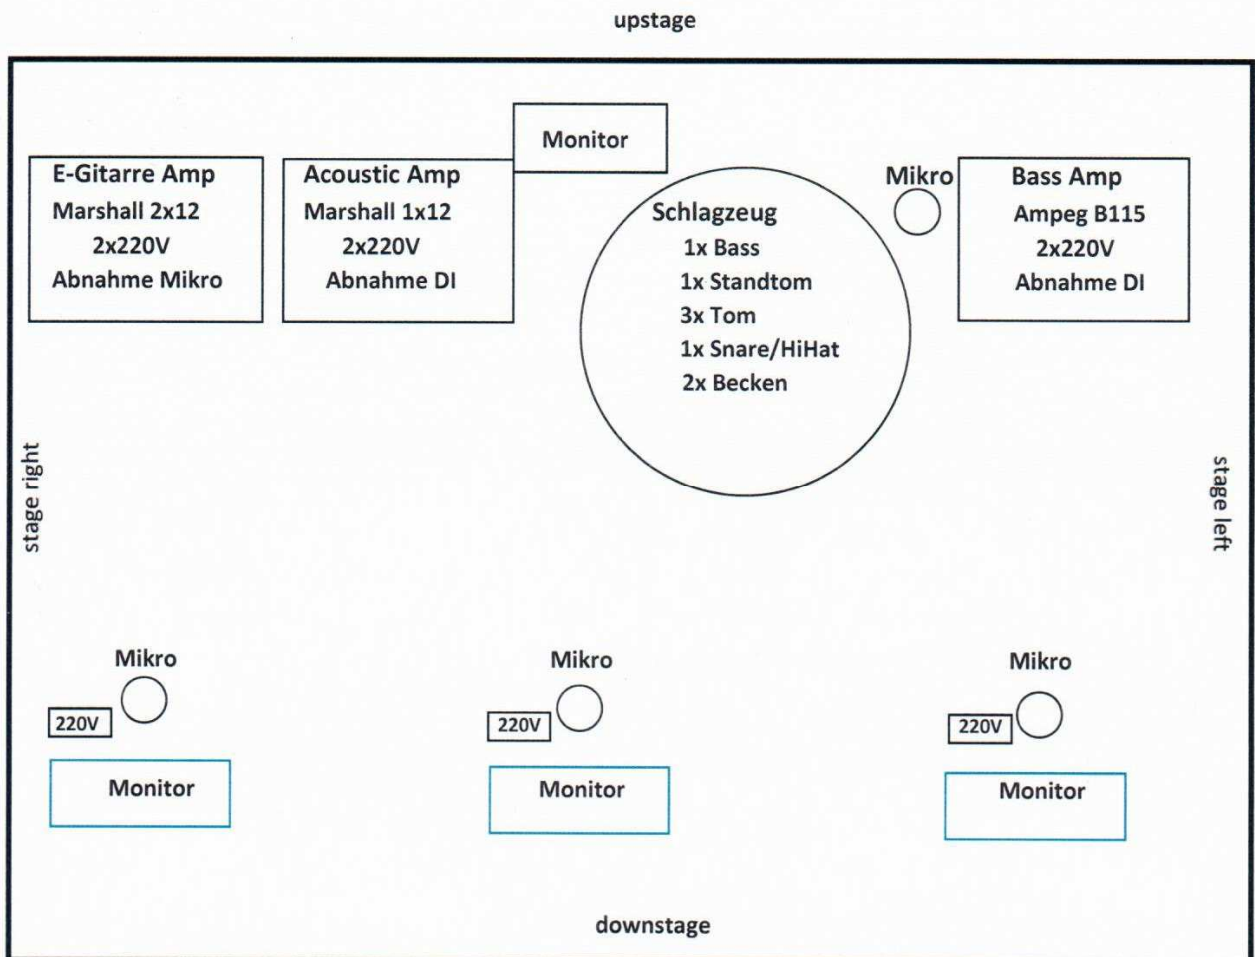 upstage
Monitor
E-Gitarre Amp
Marshall 2x12
2x220V
Abnahme Mikro
Acoustic Amp
Marshall 1x12
2x220V
Abnahme DI
Schlagzeug
1x Bass
1x Standtom
3x Tom
1x Snare/HiHat
2x Becken
Mikro
Bass Amp
Ampeg B115
2x220V
Abnahme DI
stage right
stage left
Mikro
220V
Monitor
Mikro
220V
Monitor
Mikro
220V
Monitor
downstage